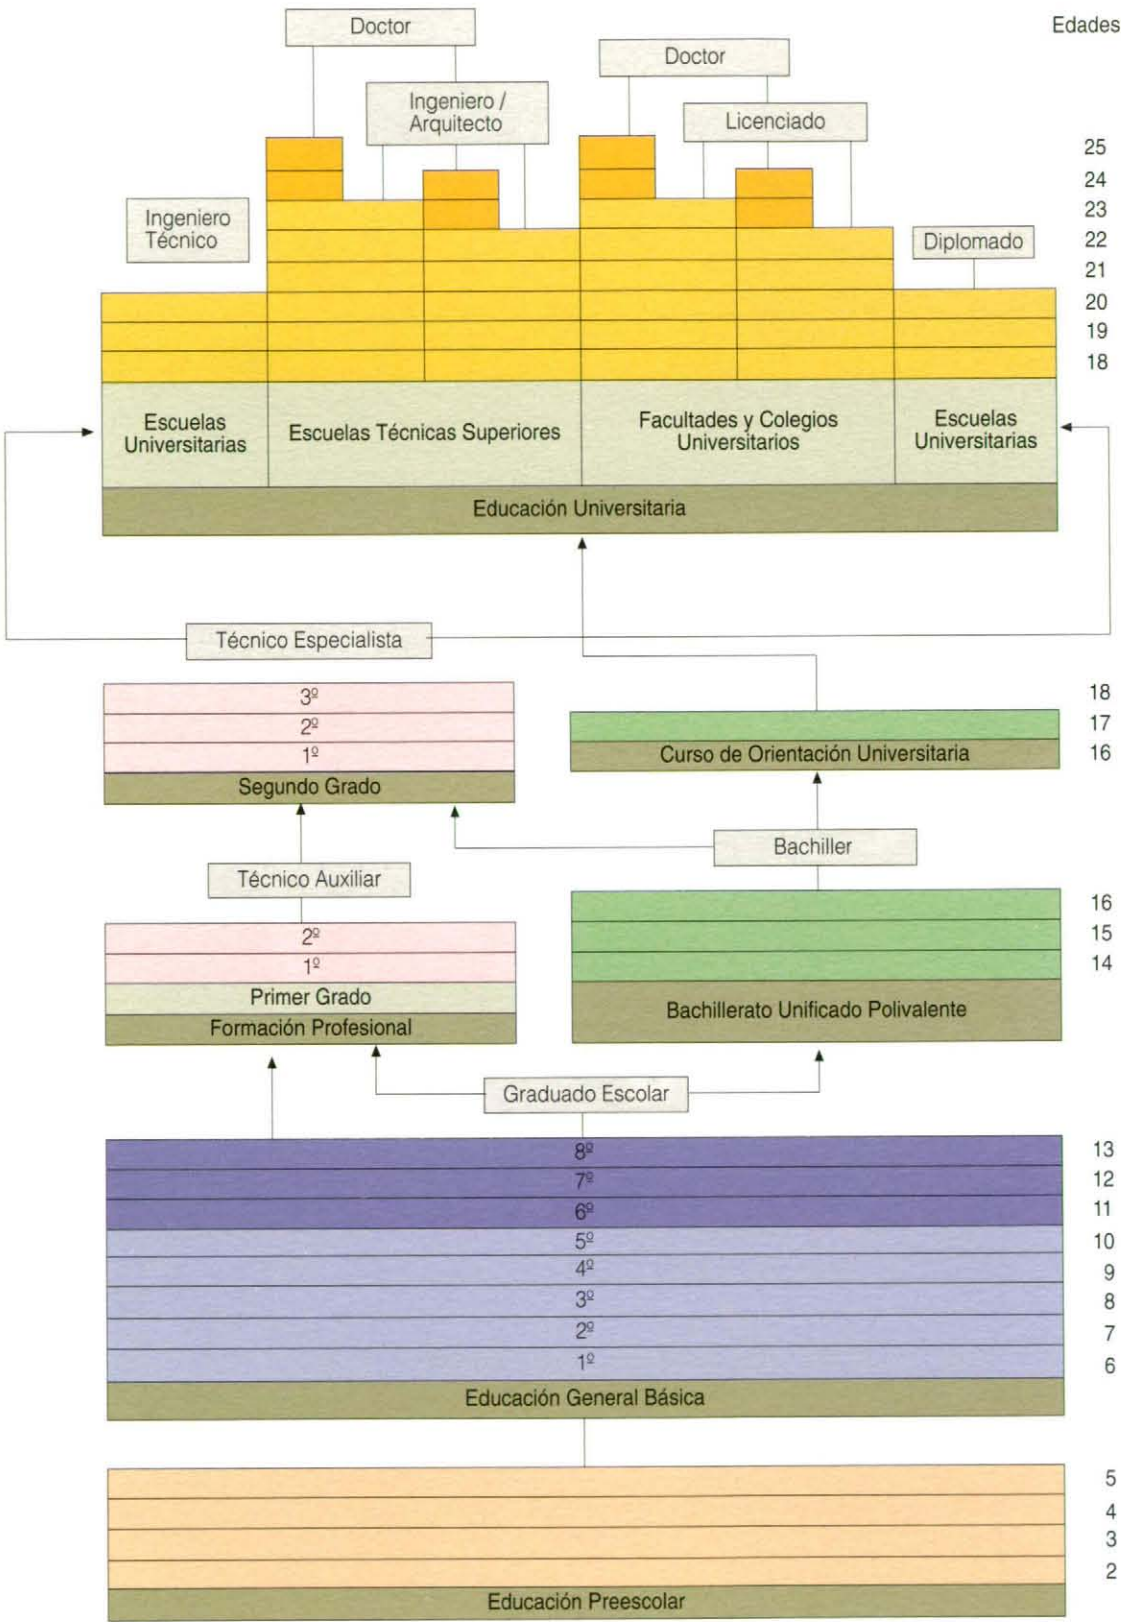 Edades
Doctor
Doctor
Ingeniero /
Arquitecto
Licenciado
25
24
Ingeniero
Técnico
23
Diplomado
22
21
20
19
18
Escuelas
Universitarias
Escuelas Técnicas Superiores
Facultades y Colegios
Universitarios
Escuelas
Universitarias
Educación Universitaria
Técnico Especialista
3º
18
2º
17
1º
Curso de Orientación Universitaria
16
Segundo Grado
Bachiller
Técnico Auxiliar
16
2º
15
1º
14
Primer Grado
Formación Profesional
Bachillerato Unificado Polivalente
Graduado Escolar
8º
13
7º
12
6º
11
5º
10
4º
9
3º
8
2º
7
1º
6
Educación General Básica
5
4
3
2
Educación Preescolar